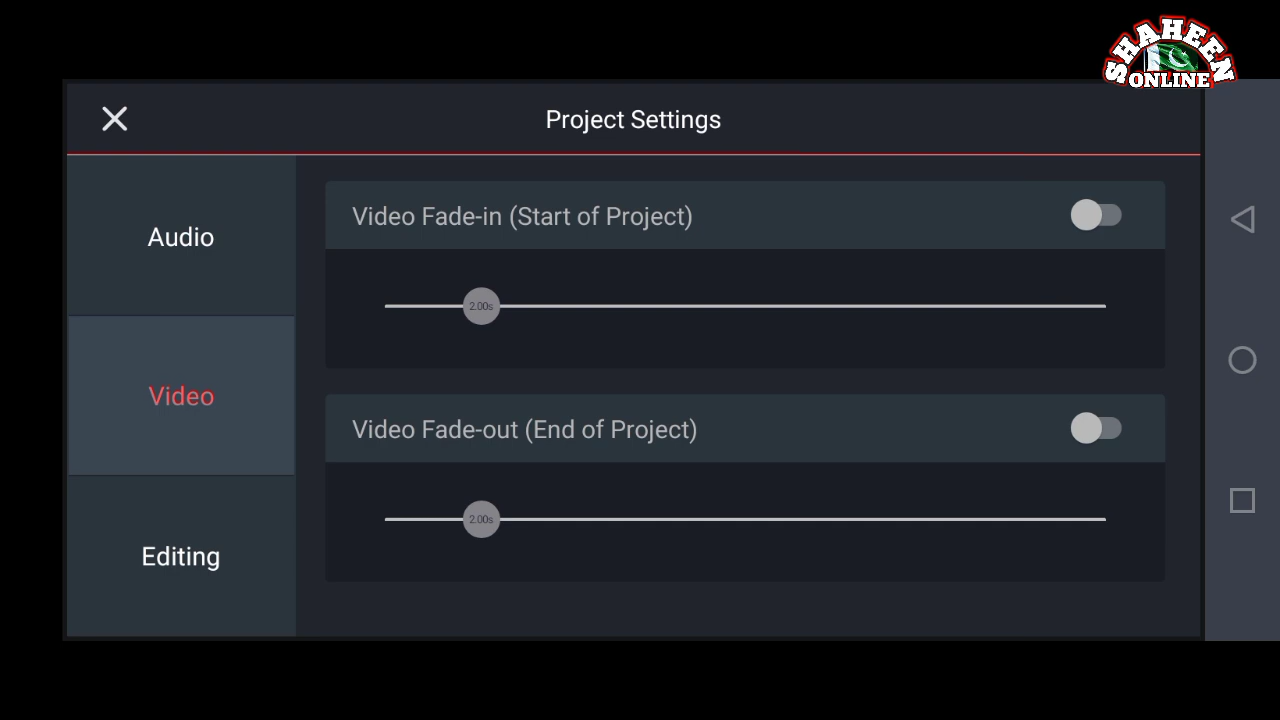 SHAHEEN
ONLINE
Project Settings
Audio
Video
Editing
Video Fade-in (Start of Project)
2.00s
Video Fade-out (End of Project)
2.00s